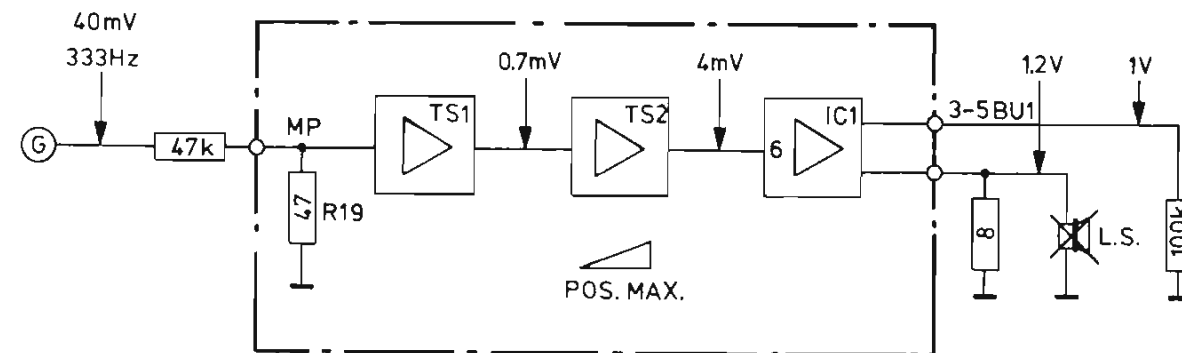 40mV
333Hz
G
47k
MP
47
R19
TS1
0.7mV
TS2
4mV
6
IC1
3-5BU1
1.2V
1V
8
L.S.
100k
POS. MAX.